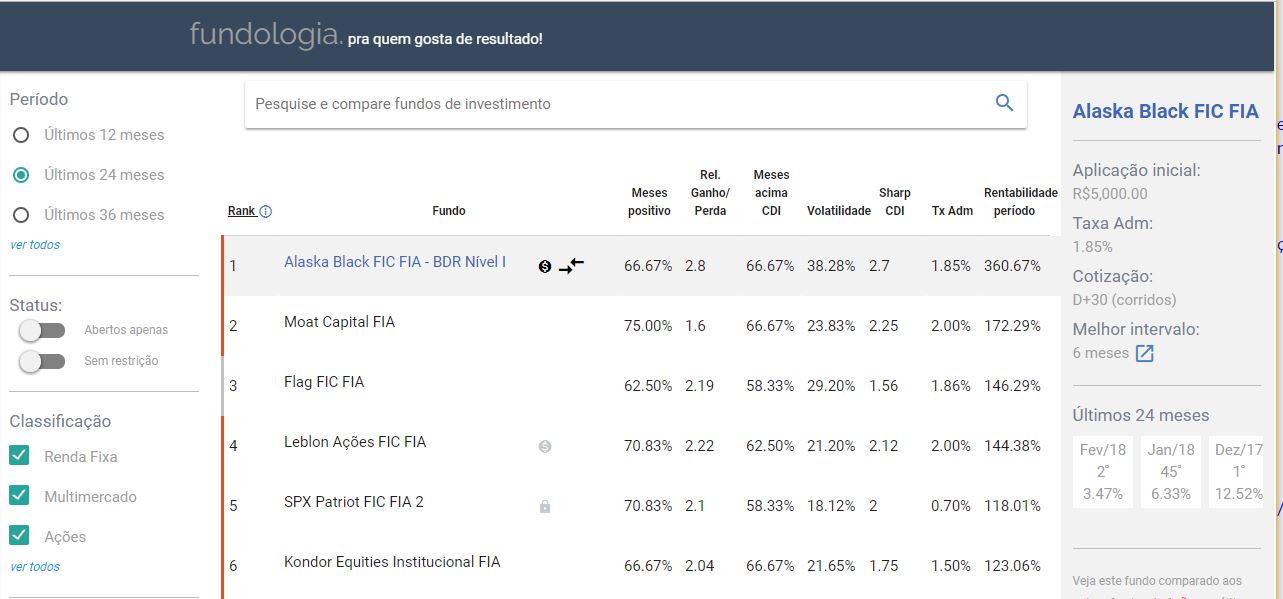 fundologia. pra quem gosta de resultado!
Período
Últimos 12 meses
Últimos 24 meses
Últimos 36 meses
ver todos
Status:
Abertos apenas
Sem restrição
Classificação
Renda Fixa
Multimercado
Ações
ver todos
Pesquise e compare fundos de investimento
Rank Fundo Meses positivo Rel. Ganho/ Perda Meses acima CDI Volatilidade Sharp CDI Tx Adm Rentabilidade período
1 Alaska Black FIC FIA - BDR Nível I 66.67% 2.8 66.67% 38.28% 2.7 1.85% 360.67%
2 Moat Capital FIA 75.00% 1.6 66.67% 23.83% 2.25 2.00% 172.29%
3 Flag FIC FIA 62.50% 2.19 58.33% 29.20% 1.56 1.86% 146.29%
4 Leblon Ações FIC FIA 70.83% 2.22 62.50% 21.20% 2.12 2.00% 144.38%
5 SPX Patriot FIC FIA 2 70.83% 2.1 58.33% 18.12% 2 0.70% 118.01%
6 Kondor Equities Institucional FIA 66.67% 2.04 66.67% 21.65% 1.75 1.50% 123.06%
Alaska Black FIC FIA
Aplicação inicial:
R$5,000.00
Taxa Adm:
1.85%
Cotização:
D+30 (corridos)
Melhor intervalo:
6 meses
Últimos 24 meses
Fev/18 Jan/18 Dez/17
2° 45° 1°
3.47% 6.33% 12.52%
Veja este fundo comparado aos